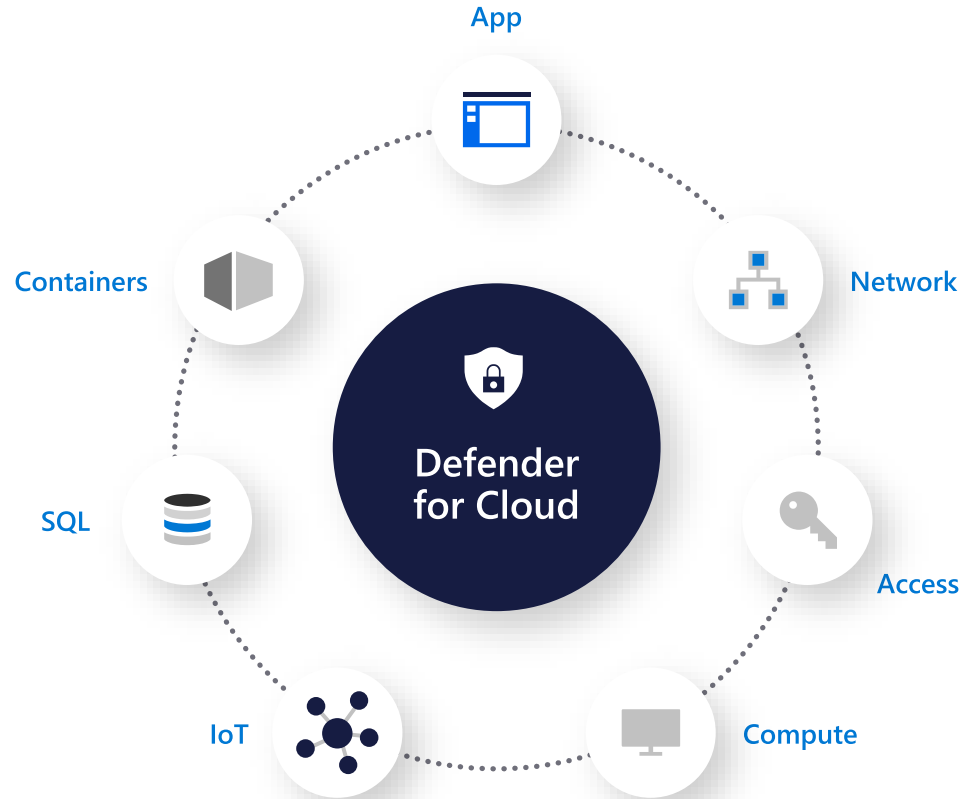 App
Containers
Network
Defender
for Cloud
SQL
Access
IoT
Compute